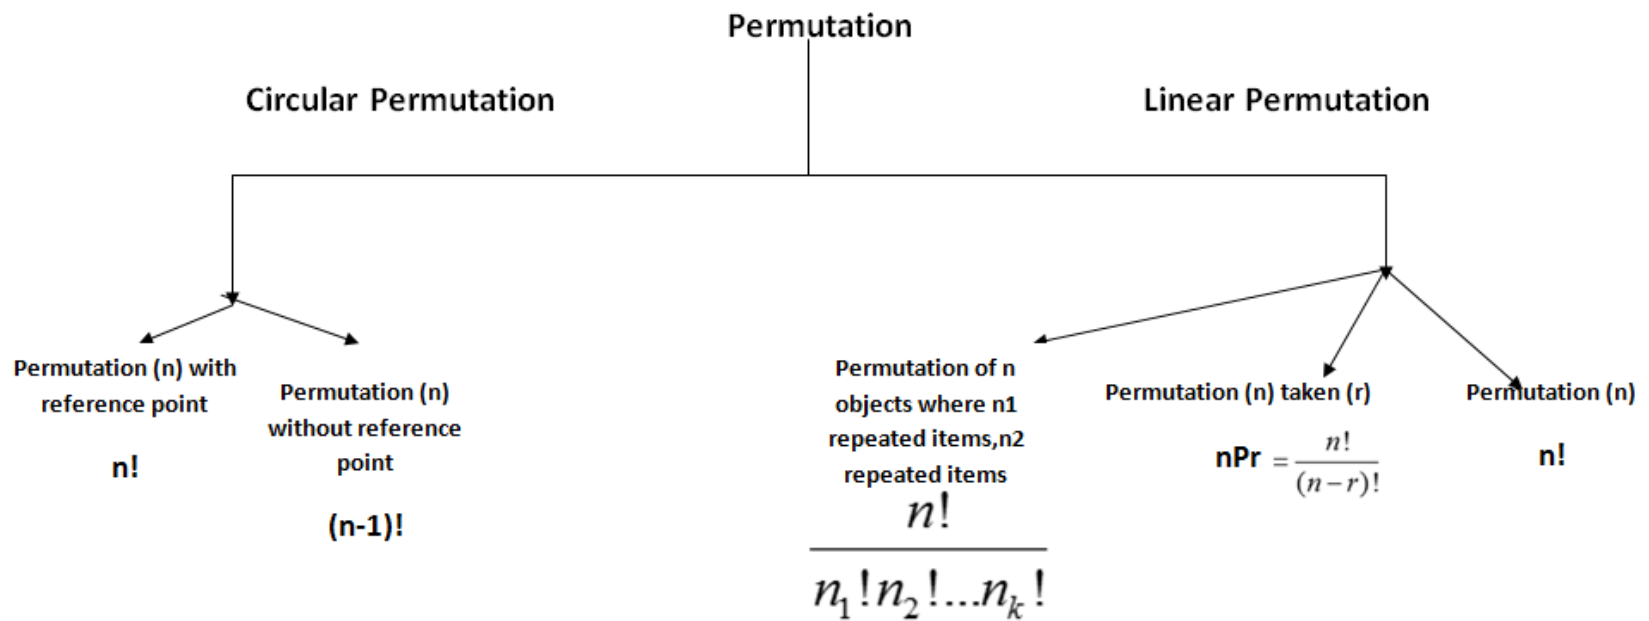 Permutation
Circular Permutation
Linear Permutation
Permutation (n) with
reference point
n!
Permutation (n)
without reference
point
(n-1)!
Permutation of n
objects where n1
repeated items,n2
repeated items
n!
n₁!n₂!...nₖ!
Permutation (n) taken (r)
nPr = n!/(n−r)!
Permutation (n)
n!